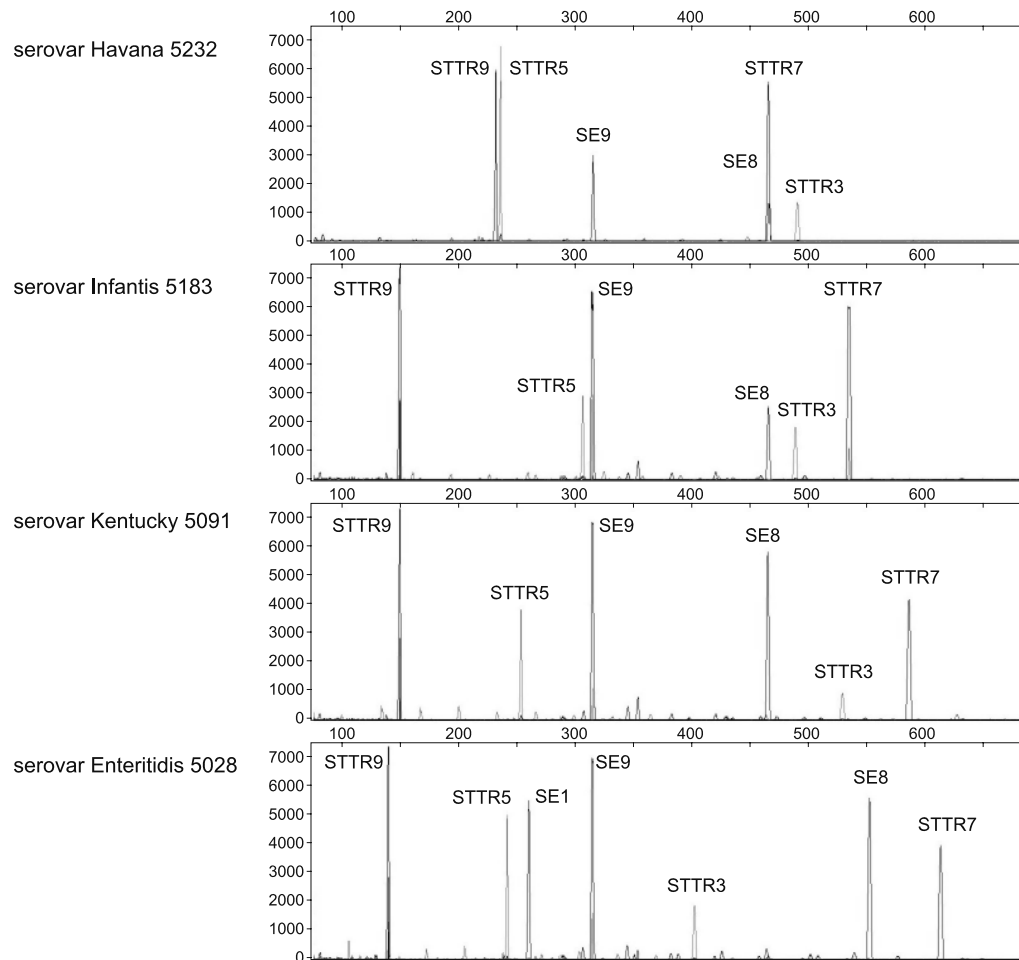 100 200 300 400 500 600
serovar Havana 5232
7000
6000
5000
4000
3000
2000
1000
0
STTR9 STTR5 STTR7
SE9 SE8
STTR3
100 200 300 400 500 600
serovar Infantis 5183
7000
6000
5000
4000
3000
2000
1000
0
STTR9 SE9 STTR7
STTR5 SE8
STTR3
100 200 300 400 500 600
serovar Kentucky 5091
7000
6000
5000
4000
3000
2000
1000
0
STTR9 SE9 SE8
STTR5 STTR7
STTR3
100 200 300 400 500 600
serovar Enteritidis 5028
7000
6000
5000
4000
3000
2000
1000
0
STTR9 SE9 SE8
STTR5 SE1 STTR7
STTR3